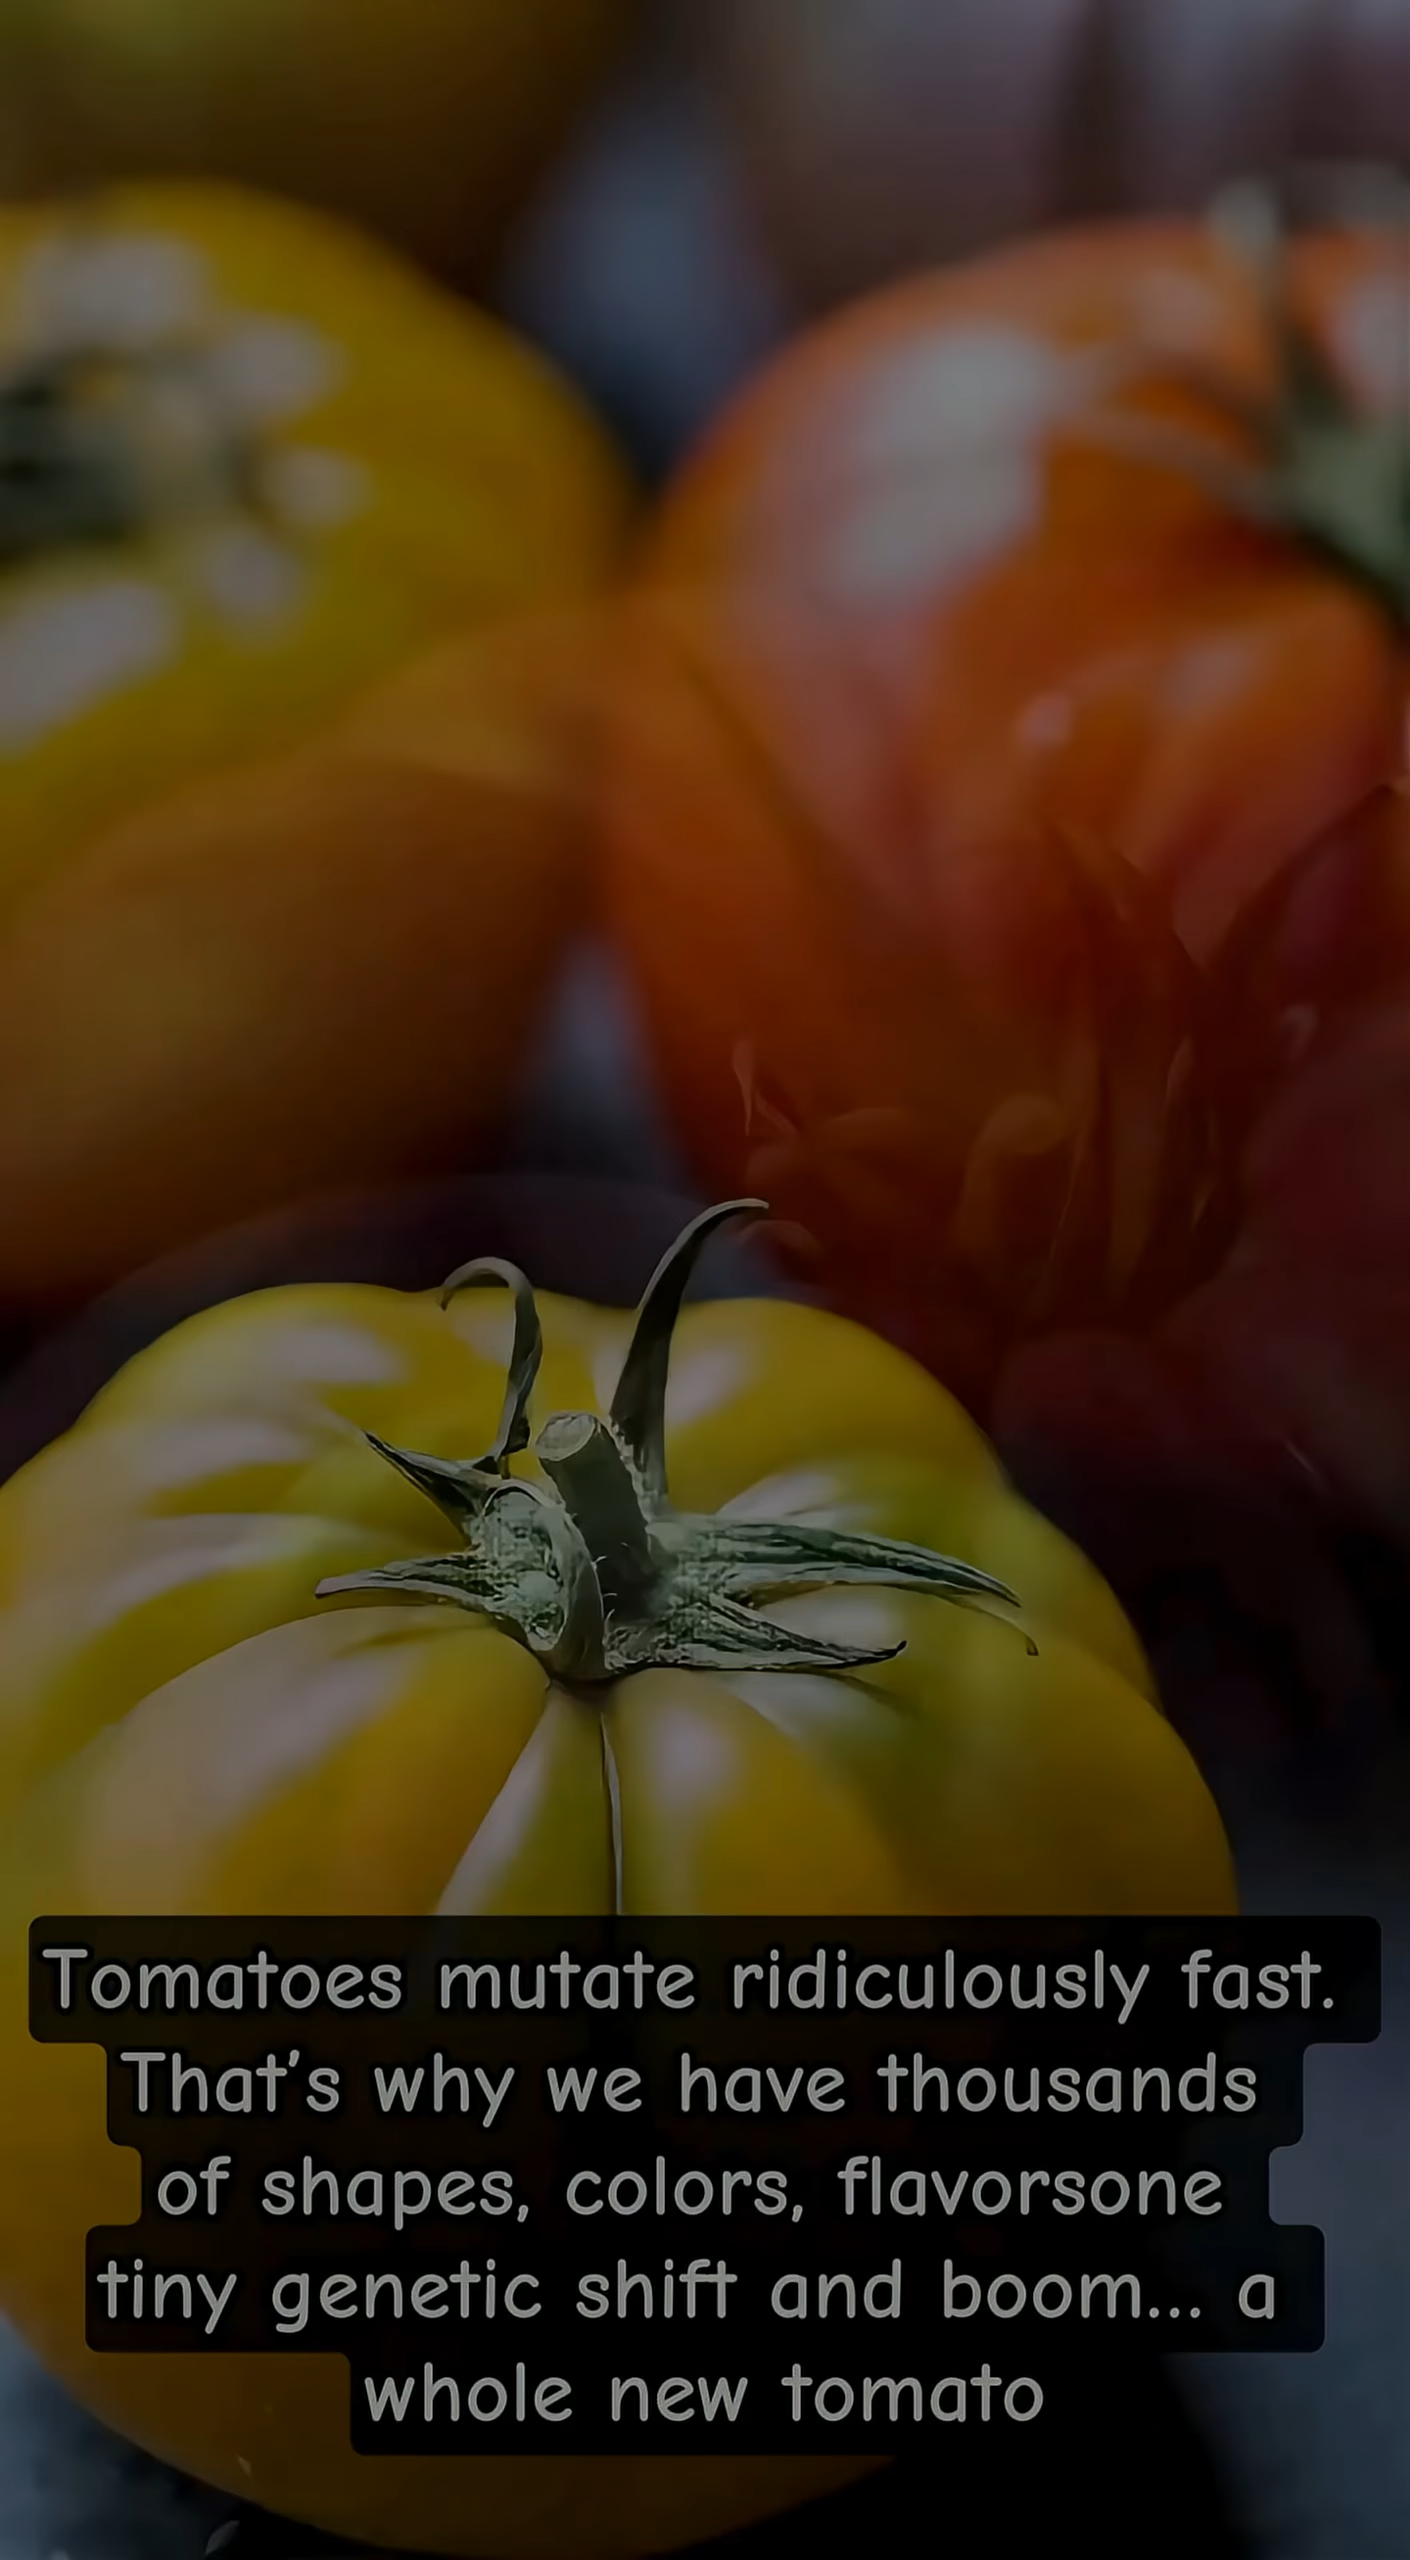 Tomatoes mutate ridiculously fast.
That's why we have thousands
of shapes, colors, flavorsone
tiny genetic shift and boom... a
whole new tomato